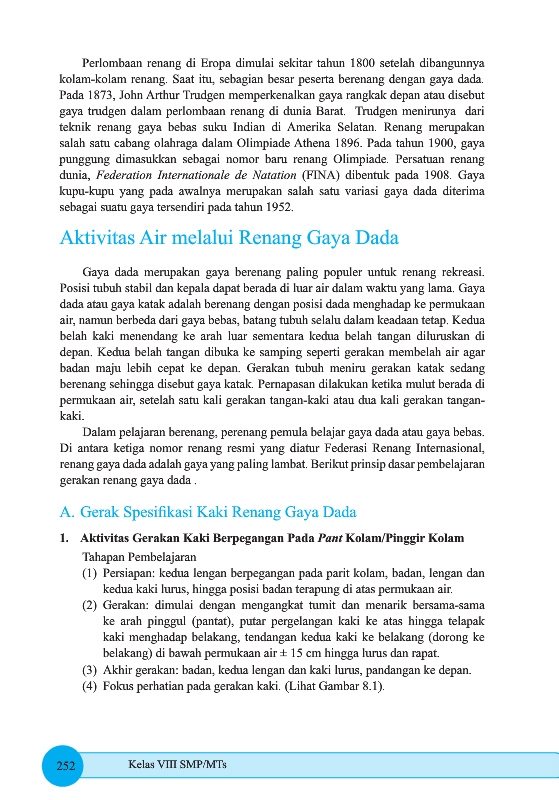 Perlombaan renang di Eropa dimulai sekitar tahun 1800 setelah dibangunnya
kolam-kolam renang. Saat itu, sebagian besar peserta berenang dengan gaya dada.
Pada 1873, John Arthur Trudgen memperkenalkan gaya rangkak depan atau disebut
gaya trudgen dalam perlombaan renang di dunia Barat. Trudgen menirunya dari
teknik renang gaya bebas suku Indian di Amerika Selatan. Renang merupakan
salah satu cabang olahraga dalam Olimpiade Athena 1896. Pada tahun 1900, gaya
punggung dimasukkan sebagai nomor baru renang Olimpiade. Persatuan renang
dunia, Federation Internationale de Natation (FINA) dibentuk pada 1908. Gaya
kupu-kupu yang pada awalnya merupakan salah satu variasi gaya dada diterima
sebagai suatu gaya tersendiri pada tahun 1952.
Aktivitas Air melalui Renang Gaya Dada
Gaya dada merupakan gaya berenang paling populer untuk renang rekreasi.
Posisi tubuh stabil dan kepala dapat berada di luar air dalam waktu yang lama. Gaya
dada atau gaya katak adalah berenang dengan posisi dada menghadap ke permukaan
air, namun berbeda dari gaya bebas, batang tubuh selalu dalam keadaan tetap. Kedua
belah kaki menendang ke arah luar sementara kedua belah tangan diluruskan di
depan. Kedua belah tangan dibuka ke samping seperti gerakan membelah air agar
badan maju lebih cepat ke depan. Gerakan tubuh meniru gerakan katak sedang
berenang sehingga disebut gaya katak. Pernapasan dilakukan ketika mulut berada di
permukaan air, setelah satu kali gerakan tangan-kaki atau dua kali gerakan tangan-
kaki.
Dalam pelajaran berenang, perenang pemula belajar gaya dada atau gaya bebas.
Di antara ketiga nomor renang resmi yang diatur Federasi Renang Internasional,
renang gaya dada adalah gaya yang paling lambat. Berikut prinsip dasar pembelajaran
gerakan renang gaya dada .
A. Gerak Spesifikasi Kaki Renang Gaya Dada
1. Aktivitas Gerakan Kaki Berpegangan Pada Pant Kolam/Pinggir Kolam
Tahapan Pembelajaran
(1) Persiapan: kedua lengan berpegangan pada parit kolam, badan, lengan dan
kedua kaki lurus, hingga posisi badan terapung di atas permukaan air.
(2) Gerakan: dimulai dengan mengangkat tumit dan menarik bersama-sama
ke arah pinggul (pantat), putar pergelangan kaki ke atas hingga telapak
kaki menghadap belakang, tendangan kedua kaki ke belakang (dorong ke
belakang) di bawah permukaan air ± 15 cm hingga lurus dan rapat.
(3) Akhir gerakan: badan, kedua lengan dan kaki lurus, pandangan ke depan.
(4) Fokus perhatian pada gerakan kaki. (Lihat Gambar 8.1).
252 Kelas VIII SMP/MTs